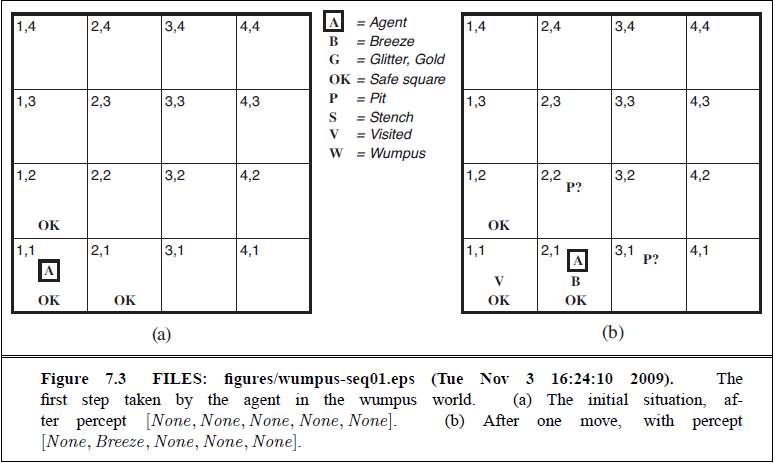 1,4 2,4 3,4 4,4
1,3 2,3 3,3 4,3
1,2 2,2 3,2 4,2
OK
1,1 2,1 3,1 4,1
A
OK OK
(a)
A = Agent
B = Breeze
G = Glitter, Gold
OK = Safe square
P = Pit
S = Stench
V = Visited
W = Wumpus
1,4 2,4 3,4 4,4
1,3 2,3 3,3 4,3
1,2 2,2 P? 3,2 4,2
OK
1,1 2,1 A 3,1 P? 4,1
V B
OK OK
(b)
Figure 7.3 FILES: figures/wumpus-seq01.eps (Tue Nov 3 16:24:10 2009). The
first step taken by the agent in the wumpus world. (a) The initial situation, af-
ter percept [None, None, None, None, None]. (b) After one move, with percept
[None, Breeze, None, None, None].